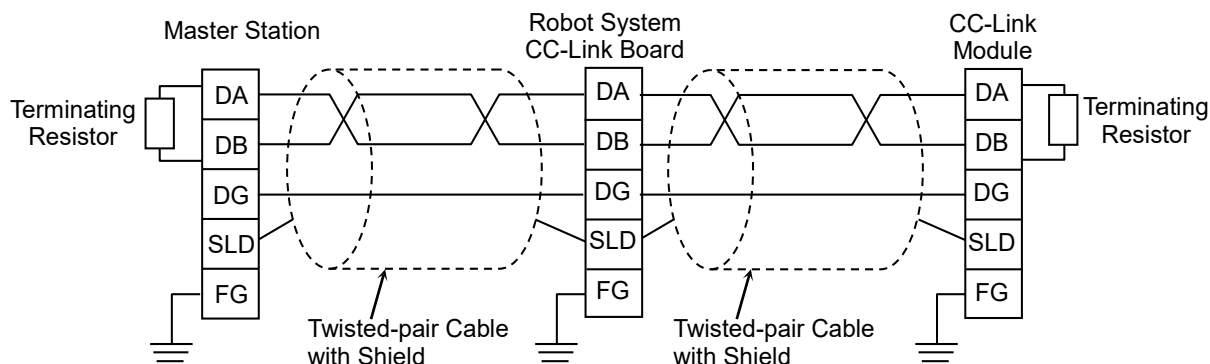 Master Station
Robot System
CC-Link Board
CC-Link
Module
Terminating
Resistor
DA
DB
DG
SLD
FG
DA
DB
DG
SLD
FG
DA
DB
DG
SLD
FG
Terminating
Resistor
Twisted-pair Cable
with Shield
Twisted-pair Cable
with Shield